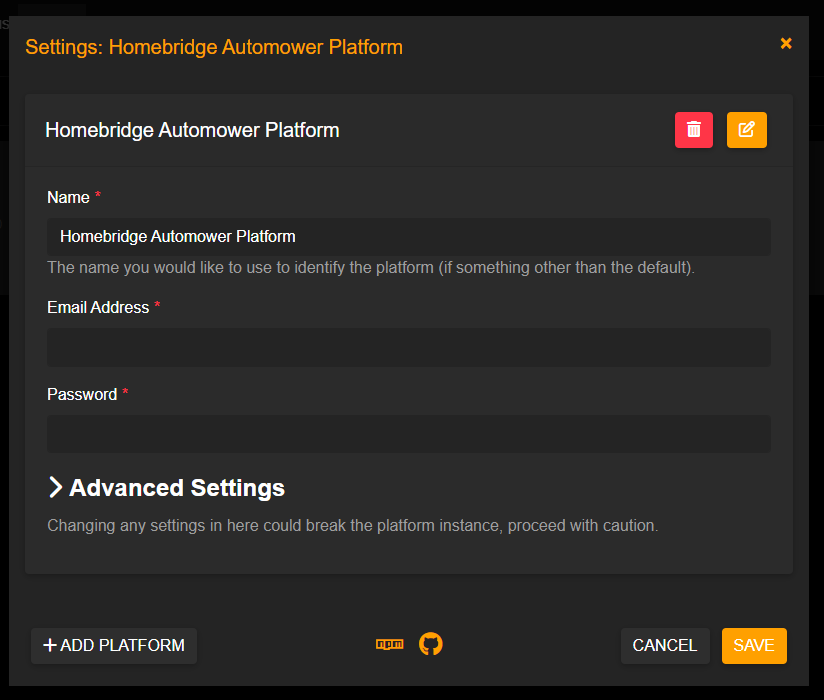 Settings: Homebridge Automower Platform
×
Homebridge Automower Platform
Name *
Homebridge Automower Platform
The name you would like to use to identify the platform (if something other than the default).
Email Address *
Password *
Advanced Settings
Changing any settings in here could break the platform instance, proceed with caution.
+ ADD PLATFORM
npm
CANCEL
SAVE